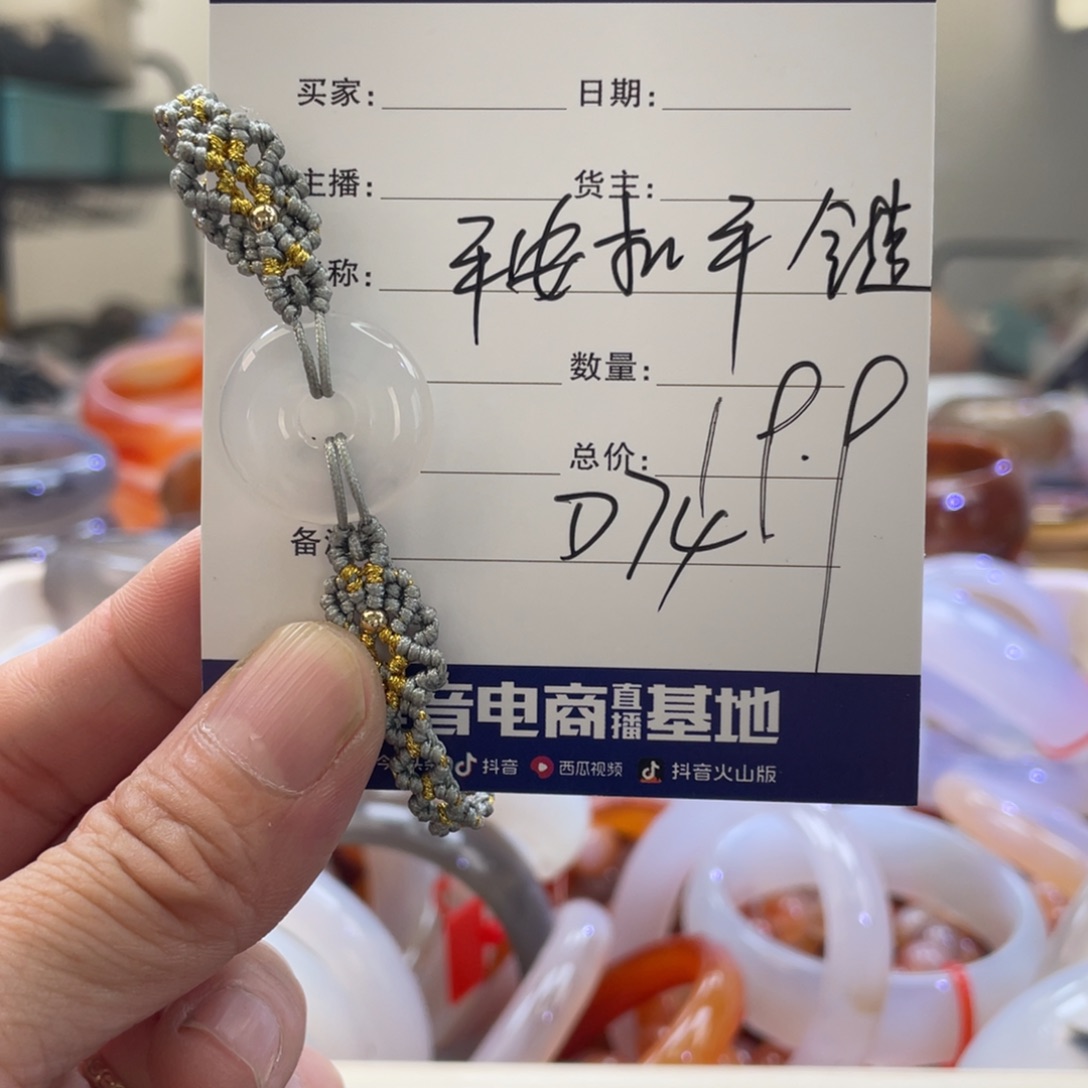 买家: 日期:
主播: 货主:
称: 平安扣手链
数量:
总价: 19.9
备注 D74
音电商直播基地
抖音 西瓜视频 抖音火山版